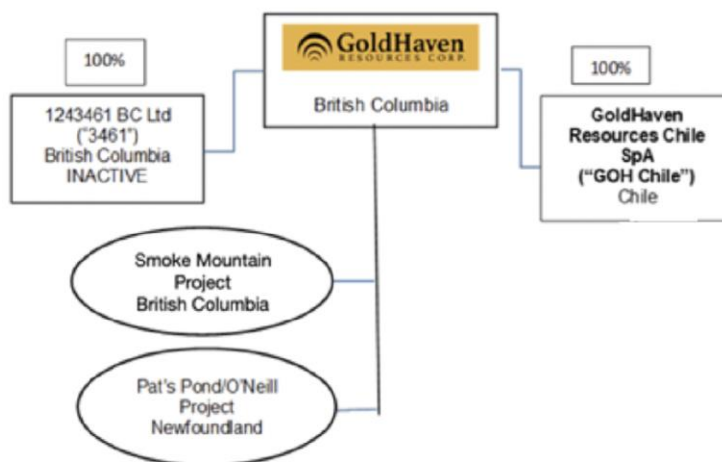 100%
GoldHaven
RESOURCES CORP.
100%
British Columbia
1243461 BC Ltd
("3461")
British Columbia
INACTIVE
GoldHaven
Resources Chile
SpA
("GOH Chile")
Chile
Smoke Mountain
Project
British Columbia
Pat's Pond/O'Neill
Project
Newfoundland